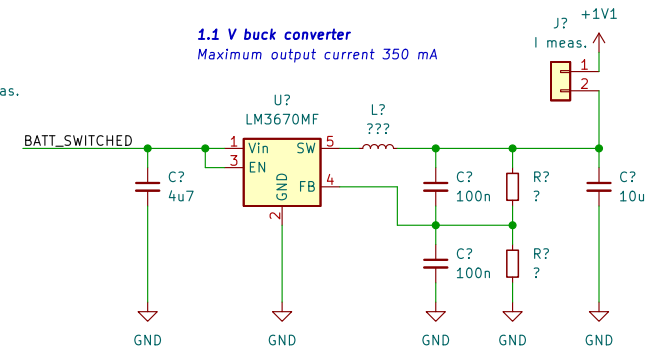 J?
+1V1
1.1 V buck converter
Maximum output current 350 mA
I meas.
1
2
as.
U?
LM3670MF
L?
???
BATT_SWITCHED
1
Vin
SW
5
3
EN
GND
FB
4
2
C?
4u7
C?
100n
R?
?
C?
10u
C?
100n
R?
?
GND
GND
GND
GND
GND